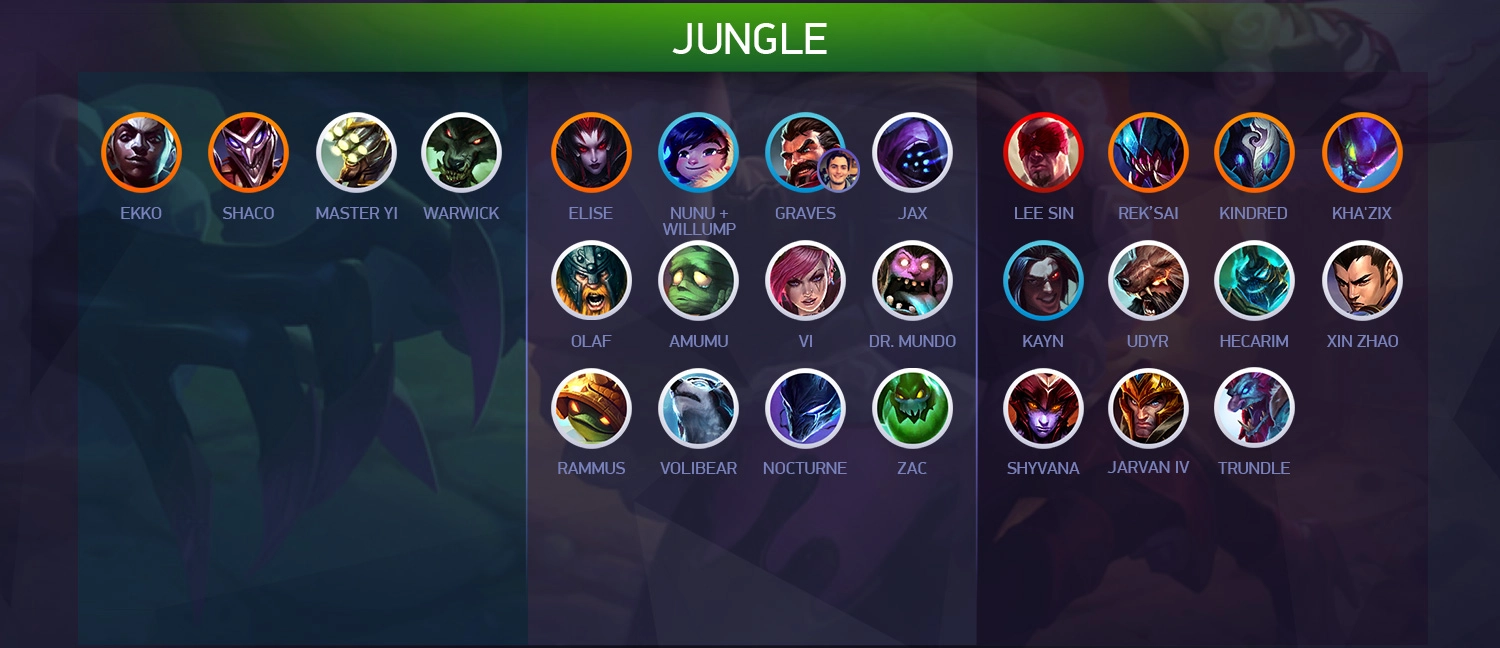 JUNGLE
EKKO
SHACO
MASTER YI
WARWICK
ELISE
NUNU +
WILLUMP
GRAVES
JAX
LEE SIN
REK'SAI
KINDRED
KHA'ZIX
OLAF
AMUMU
VI
DR. MUNDO
KAYN
UDYR
HECARIM
XIN ZHAO
RAMMUS
VOLIBEAR
NOCTURNE
ZAC
SHYVANA
JARVAN IV
TRUNDLE